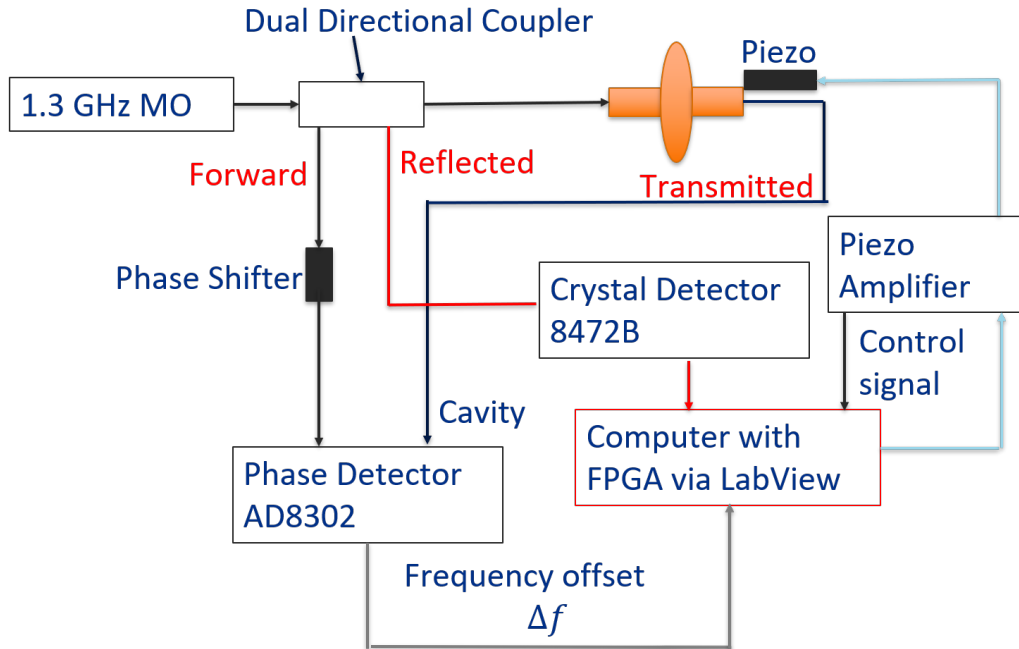 Dual Directional Coupler
Piezo
1.3 GHz MO
Forward
Reflected
Transmitted
Phase Shifter
Crystal Detector
8472B
Piezo
Amplifier
Control
signal
Cavity
Computer with
FPGA via LabView
Phase Detector
AD8302
Frequency offset
Δf